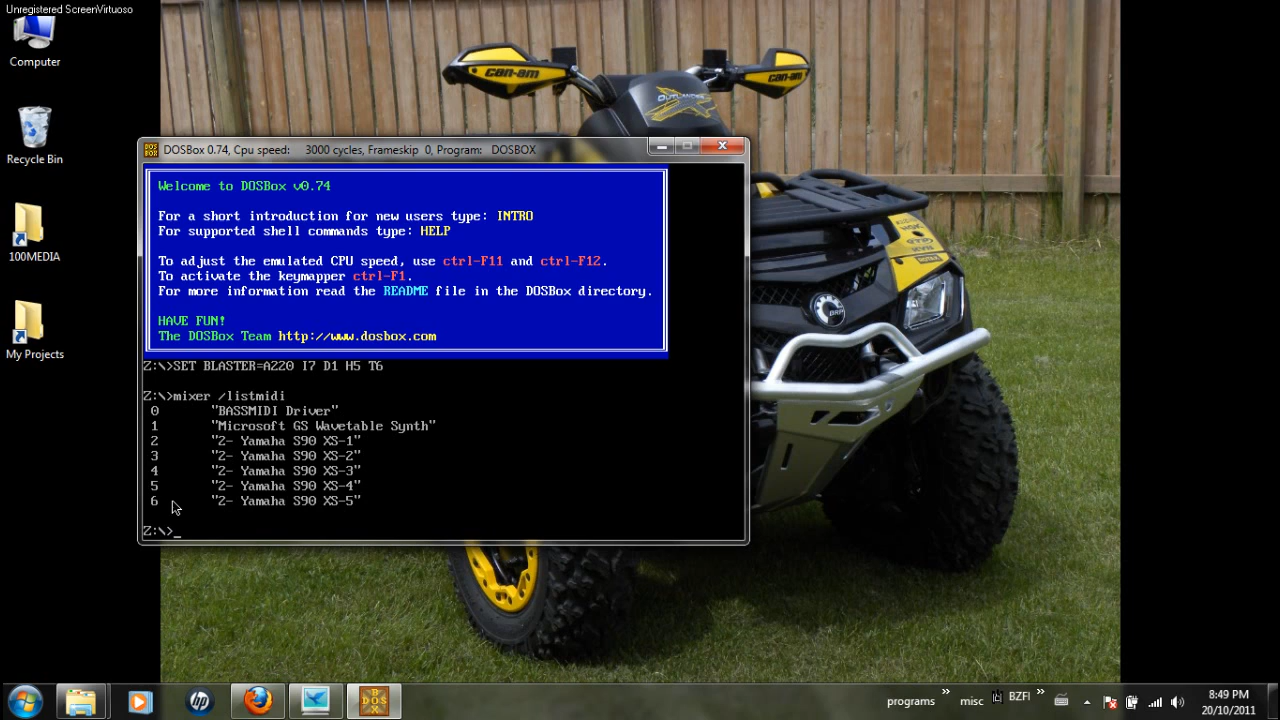 Unregistered ScreenVirtuoso
Computer
Recycle Bin
100MEDIA
My Projects
can-am
can-am
OUTLANDER
BRP
DOSBox 0.74, Cpu speed: 3000 cycles, Frameskip 0, Program: DOSBOX
Welcome to DOSBox v0.74
For a short introduction for new users type: INTRO
For supported shell commands type: HELP
To adjust the emulated CPU speed, use ctrl-F11 and ctrl-F12.
To activate the keymapper ctrl-F1.
For more information read the README file in the DOSBox directory.
HAVE FUN!
The DOSBox Team http://www.dosbox.com
Z:\>SET BLASTER=A220 I7 D1 H5 T6
Z:\>mixer /listmidi
0 "BASSMIDI Driver"
1 "Microsoft GS Wavetable Synth"
2 "2- Yamaha S90 XS-1"
3 "2- Yamaha S90 XS-2"
4 "2- Yamaha S90 XS-3"
5 "2- Yamaha S90 XS-4"
6 "2- Yamaha S90 XS-5"
Z:\>_
hp
programs »
misc
BZFI »
8:49 PM
20/10/2011